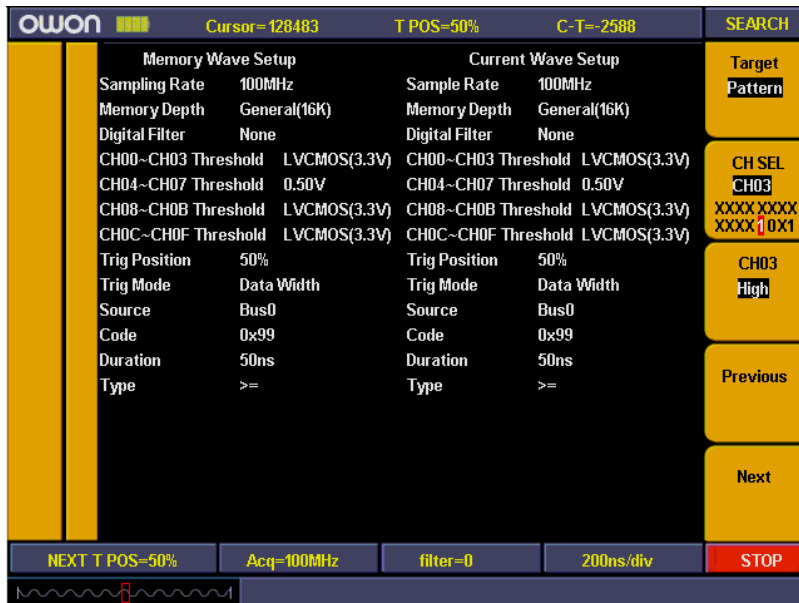 owon Cursor=128483 T POS=50% C-T=-2588 SEARCH
Memory Wave Setup Current Wave Setup
Sampling Rate 100MHz Sample Rate 100MHz
Memory Depth General(16K) Memory Depth General(16K)
Digital Filter None Digital Filter None
CH00~CH03 Threshold LVCMOS(3.3V) CH00~CH03 Threshold LVCMOS(3.3V)
CH04~CH07 Threshold 0.50V CH04~CH07 Threshold 0.50V
CH08~CH0B Threshold LVCMOS(3.3V) CH08~CH0B Threshold LVCMOS(3.3V)
CH0C~CH0F Threshold LVCMOS(3.3V) CH0C~CH0F Threshold LVCMOS(3.3V)
Trig Position 50% Trig Position 50%
Trig Mode Data Width Trig Mode Data Width
Source Bus0 Source Bus0
Code 0x99 Code 0x99
Duration 50ns Duration 50ns
Type >= Type >=
Target
Pattern
CH SEL
CH03
XXXX XXXX
XXXX 1 0X1
CH03
High
Previous
Next
NEXT T POS=50% Acq=100MHz filter=0 200ns/div STOP